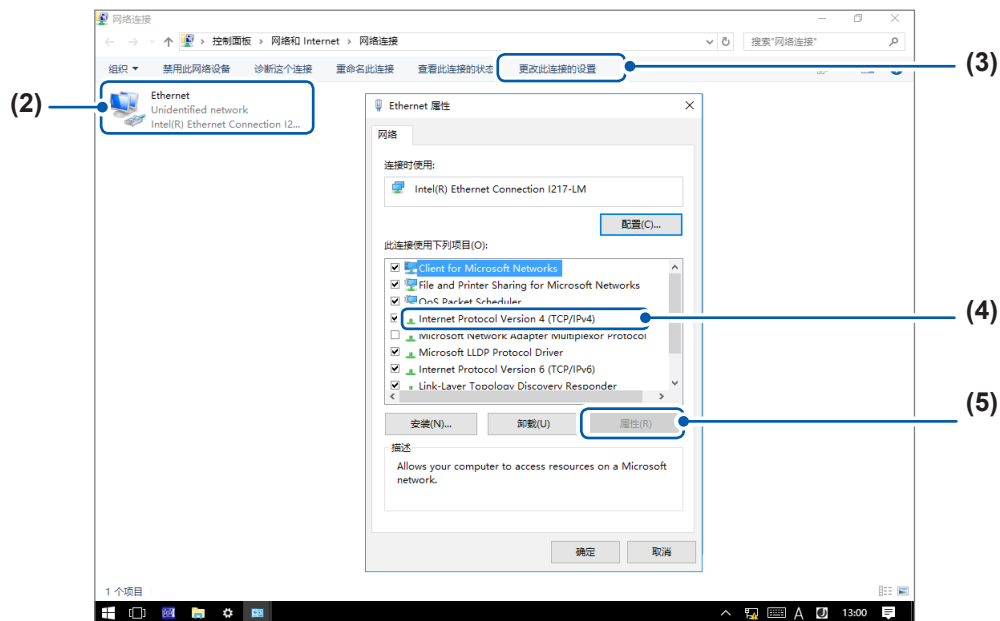 网络连接
控制面板 › 网络和 Internet › 网络连接
搜索"网络连接"
组织 禁用此网络设备 诊断这个连接 重命名此连接 查看此连接的状态 更改此连接的设置
(3)
(2)
Ethernet
Unidentified network
Intel(R) Ethernet Connection I2...
Ethernet 属性
网络
连接时使用:
Intel(R) Ethernet Connection I217-LM
配置(C)...
此连接使用下列项目(O):
Client for Microsoft Networks
File and Printer Sharing for Microsoft Networks
QoS Packet Scheduler
Internet Protocol Version 4 (TCP/IPv4)
(4)
Microsoft Network Adapter Multiplexor Protocol
Microsoft LLDP Protocol Driver
Internet Protocol Version 6 (TCP/IPv6)
Link-Layer Topology Discovery Responder
(5)
安装(N)... 卸载(U) 属性(R)
描述
Allows your computer to access resources on a Microsoft
network.
确定 取消
1 个项目
A 13:00